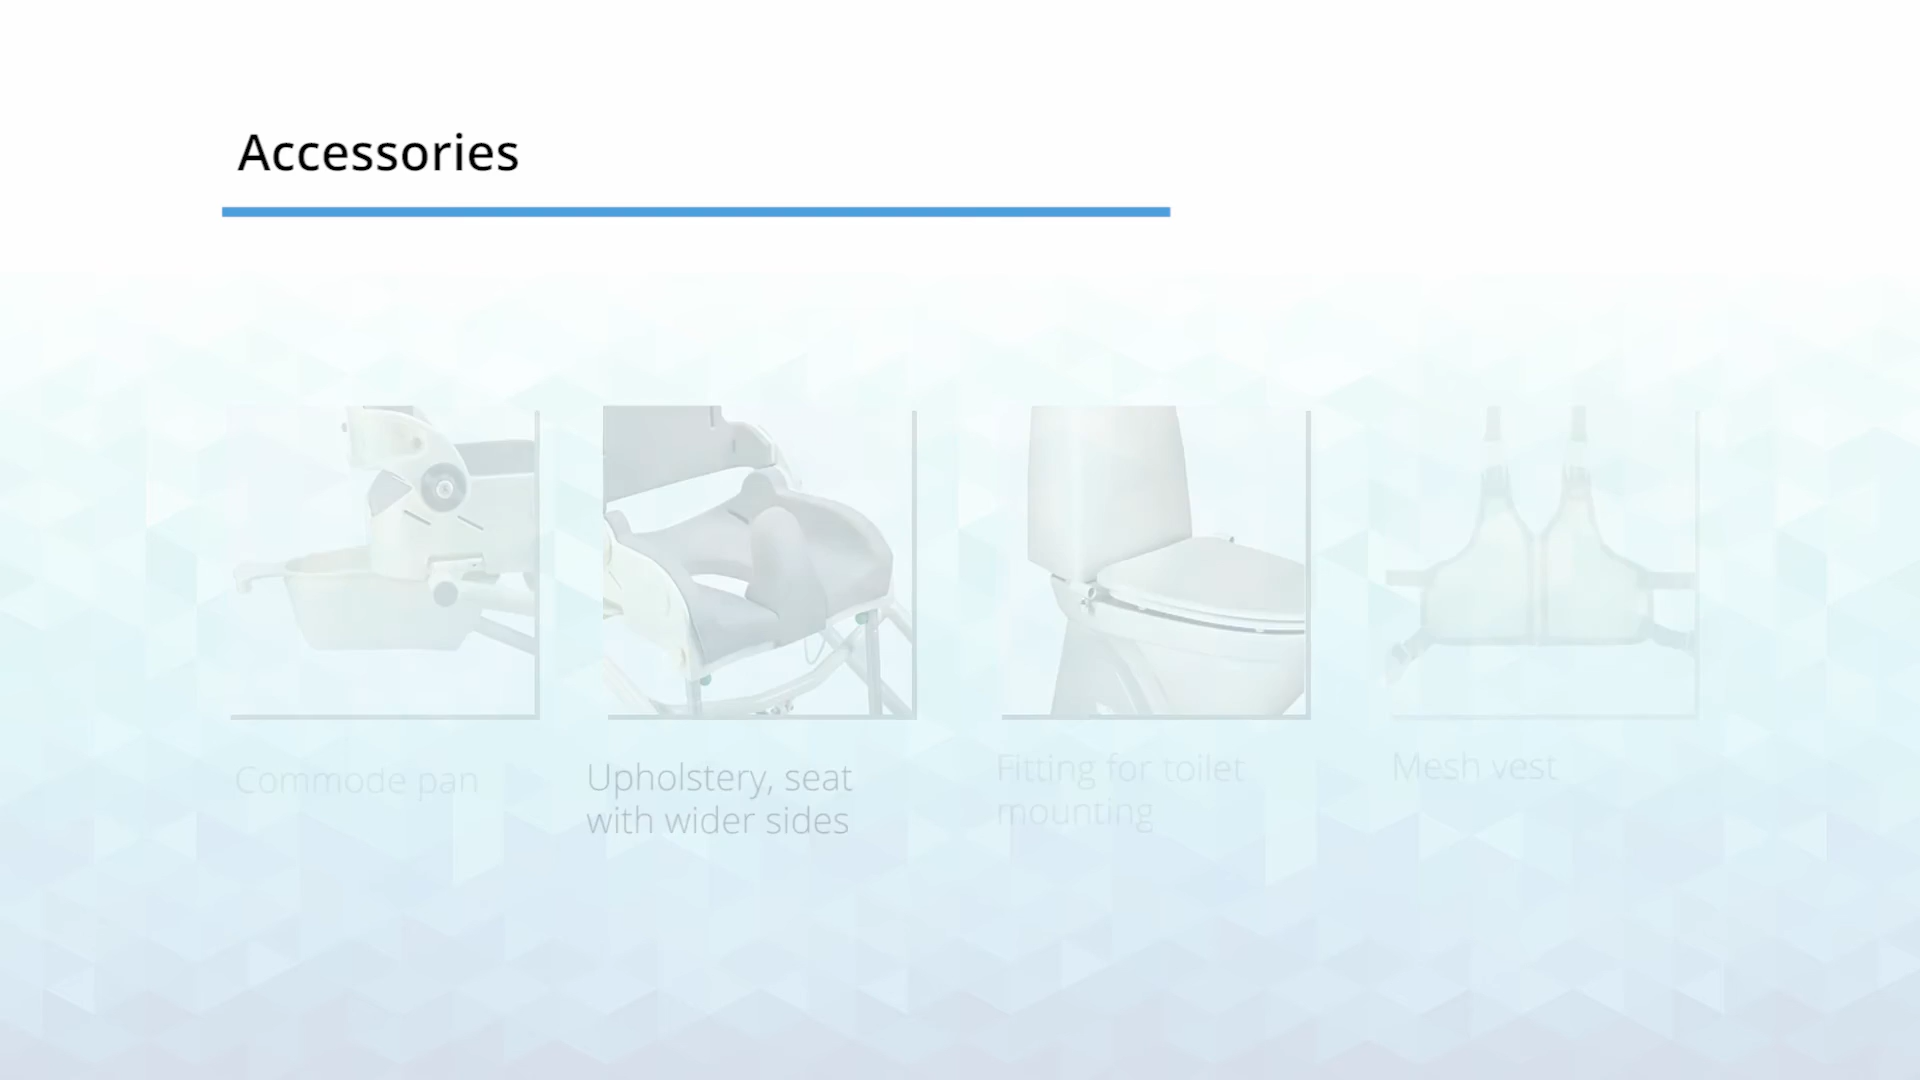 Accessories
Commode pan
Upholstery, seat
with wider sides
Fitting for toilet
mounting
Mesh vest